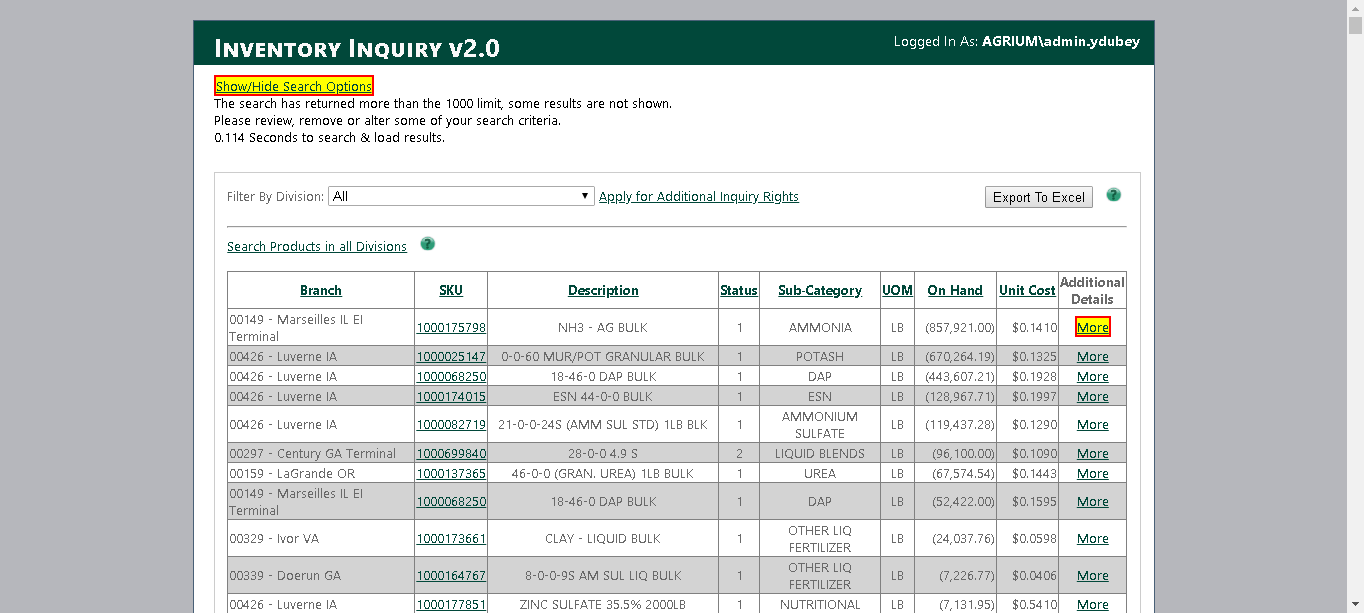 Inventory Inquiry v2.0
Logged In As: AGRIUM\admin.ydubey
Show/Hide Search Options
The search has returned more than the 1000 limit, some results are not shown.
Please review, remove or alter some of your search criteria.
0.114 Seconds to search & load results.
Filter By Division: All Apply for Additional Inquiry Rights Export To Excel ?
Search Products in all Divisions ?
Branch SKU Description Status Sub-Category UOM On Hand Unit Cost Additional Details
00149 - Marseilles IL EI Terminal 1000175798 NH3 - AG BULK 1 AMMONIA LB (857,921.00) $0.1410 More
00426 - Luverne IA 1000025147 0-0-60 MUR/POT GRANULAR BULK 1 POTASH LB (670,264.19) $0.1325 More
00426 - Luverne IA 1000068250 18-46-0 DAP BULK 1 DAP LB (443,607.21) $0.1928 More
00426 - Luverne IA 1000174015 ESN 44-0-0 BULK 1 ESN LB (128,967.71) $0.1997 More
00426 - Luverne IA 1000082719 21-0-0-24S (AMM SUL STD) 1LB BLK 1 AMMONIUM SULFATE LB (119,437.28) $0.1290 More
00297 - Century GA Terminal 1000699840 28-0-0 4.9 S 2 LIQUID BLENDS LB (96,100.00) $0.1090 More
00159 - LaGrande OR 1000137365 46-0-0 (GRAN. UREA) 1LB BULK 1 UREA LB (67,574.54) $0.1443 More
00149 - Marseilles IL EI Terminal 1000068250 18-46-0 DAP BULK 1 DAP LB (52,422.00) $0.1595 More
00329 - Ivor VA 1000173661 CLAY - LIQUID BULK 1 OTHER LIQ FERTILIZER LB (24,037.76) $0.0598 More
00339 - Doerun GA 1000164767 8-0-0-9S AM SUL LIQ BULK 1 OTHER LIQ FERTILIZER LB (7,226.77) $0.0406 More
00426 - Luverne IA 1000177851 ZINC SULFATE 35.5% 2000LB 1 NUTRITIONAL LB (7,131.95) $0.5410 More